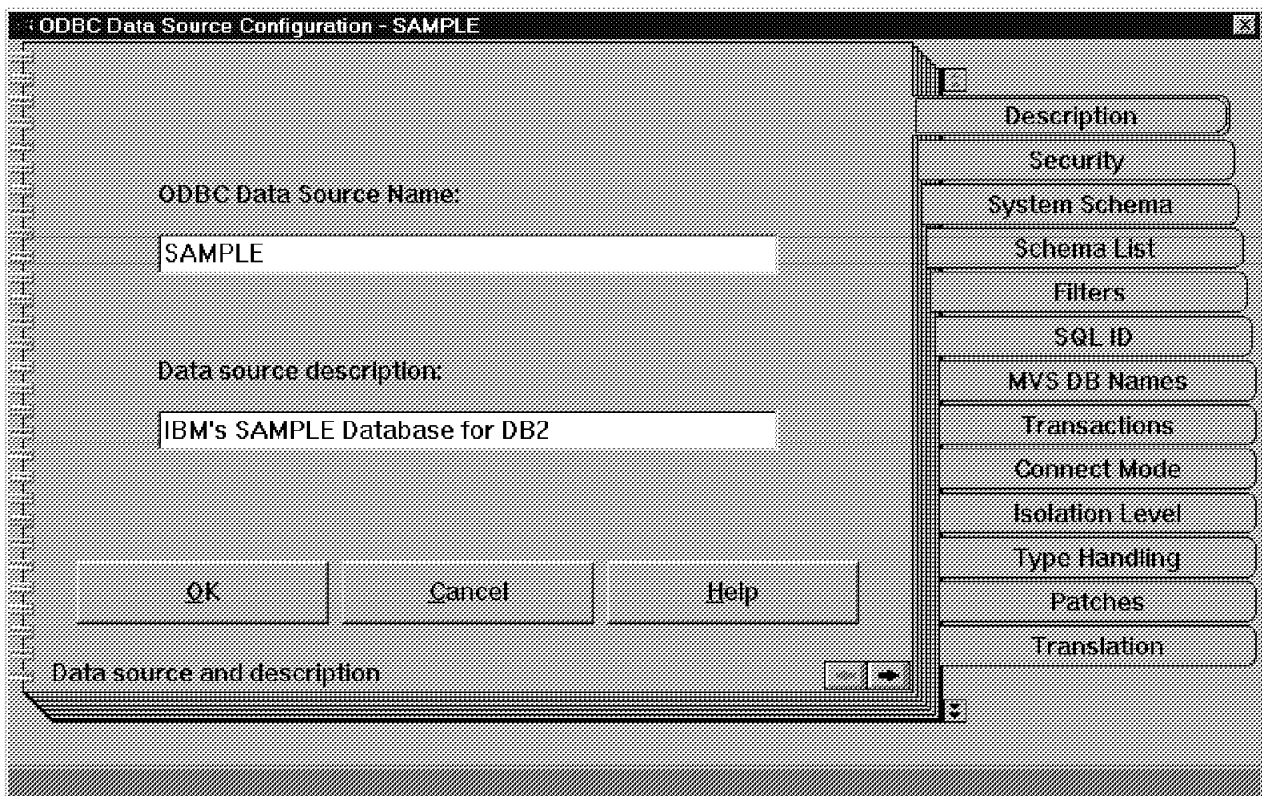 ODBC Data Source Configuration - SAMPLE
Description
Security
ODBC Data Source Name:
System Schema
SAMPLE
Schema List
Filters
SQL ID
Data source description:
MVS DB Names
IBM's SAMPLE Database for DB2
Transactions
Connect Mode
Isolation Level
Type Handling
OK Cancel Help
Patches
Translation
Data source and description